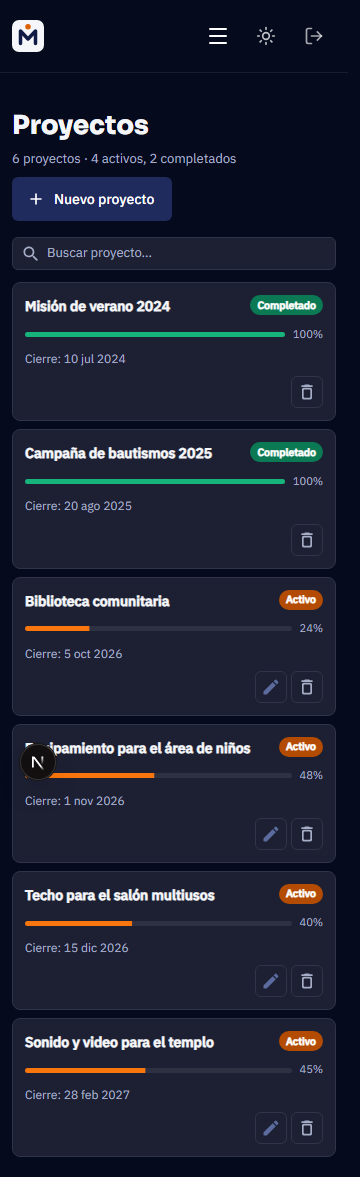 M
Proyectos
6 proyectos · 4 activos, 2 completados
+ Nuevo proyecto
Buscar proyecto...
Misión de verano 2024 Completado
100%
Cierre: 10 jul 2024
Campaña de bautismos 2025 Completado
100%
Cierre: 20 ago 2025
Biblioteca comunitaria Activo
24%
Cierre: 5 oct 2026
ipamiento para el área de niños Activo
N 48%
Cierre: 1 nov 2026
Techo para el salón multiusos Activo
40%
Cierre: 15 dic 2026
Sonido y video para el templo Activo
45%
Cierre: 28 feb 2027